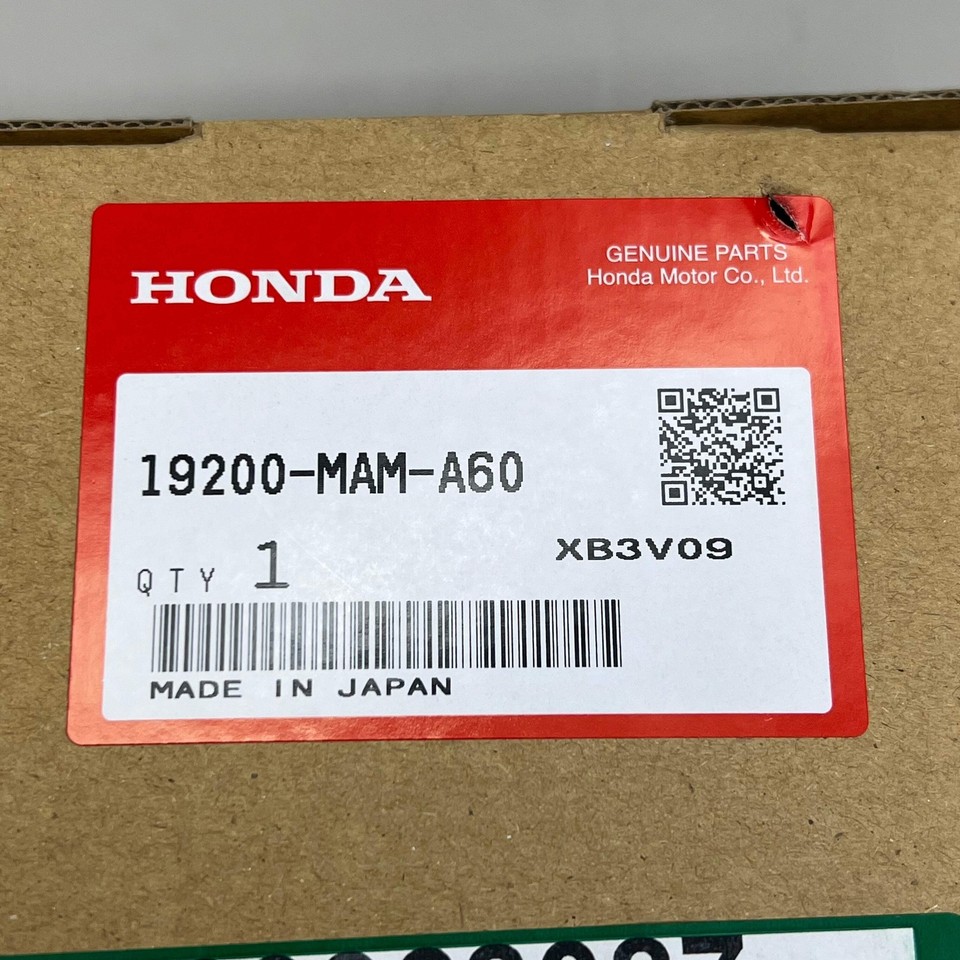 HONDA
GENUINE PARTS
Honda Motor Co., Ltd.
19200-MAM-A60
XB3V09
QTY 1
MADE IN JAPAN